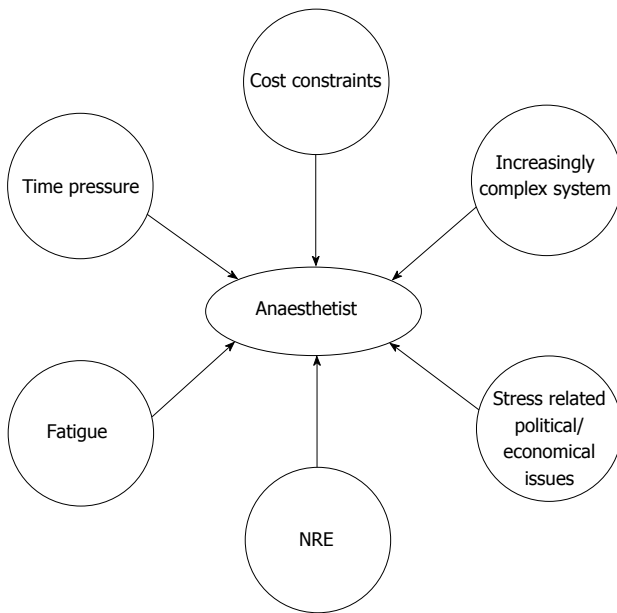 Cost constraints
Time pressure
Increasingly
complex system
Anaesthetist
Fatigue
Stress related
political/
economical
issues
NRE